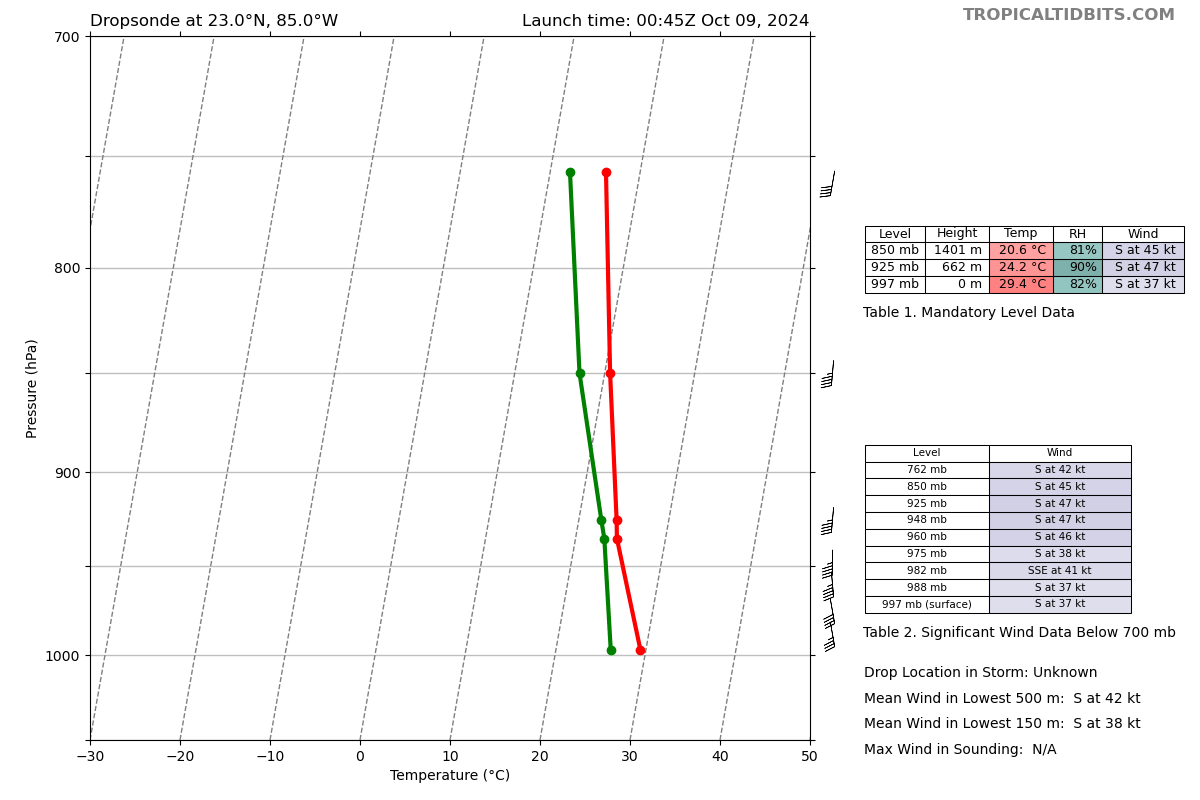 TROPICALTIDBITS.COM
Dropsonde at 23.0°N, 85.0°W
Launch time: 00:45Z Oct 09, 2024
700
800
900
1000
Pressure (hPa)
−30 −20 −10 0 10 20 30 40 50
Temperature (°C)
Level Height Temp RH Wind
850 mb 1401 m 20.6 °C 81% S at 45 kt
925 mb 662 m 24.2 °C 90% S at 47 kt
997 mb 0 m 29.4 °C 82% S at 37 kt
Table 1. Mandatory Level Data
Level Wind
762 mb S at 42 kt
850 mb S at 45 kt
925 mb S at 47 kt
948 mb S at 47 kt
960 mb S at 46 kt
975 mb S at 38 kt
982 mb SSE at 41 kt
988 mb S at 37 kt
997 mb (surface) S at 37 kt
Table 2. Significant Wind Data Below 700 mb
Drop Location in Storm: Unknown
Mean Wind in Lowest 500 m:  S at 42 kt
Mean Wind in Lowest 150 m:  S at 38 kt
Max Wind in Sounding:  N/A